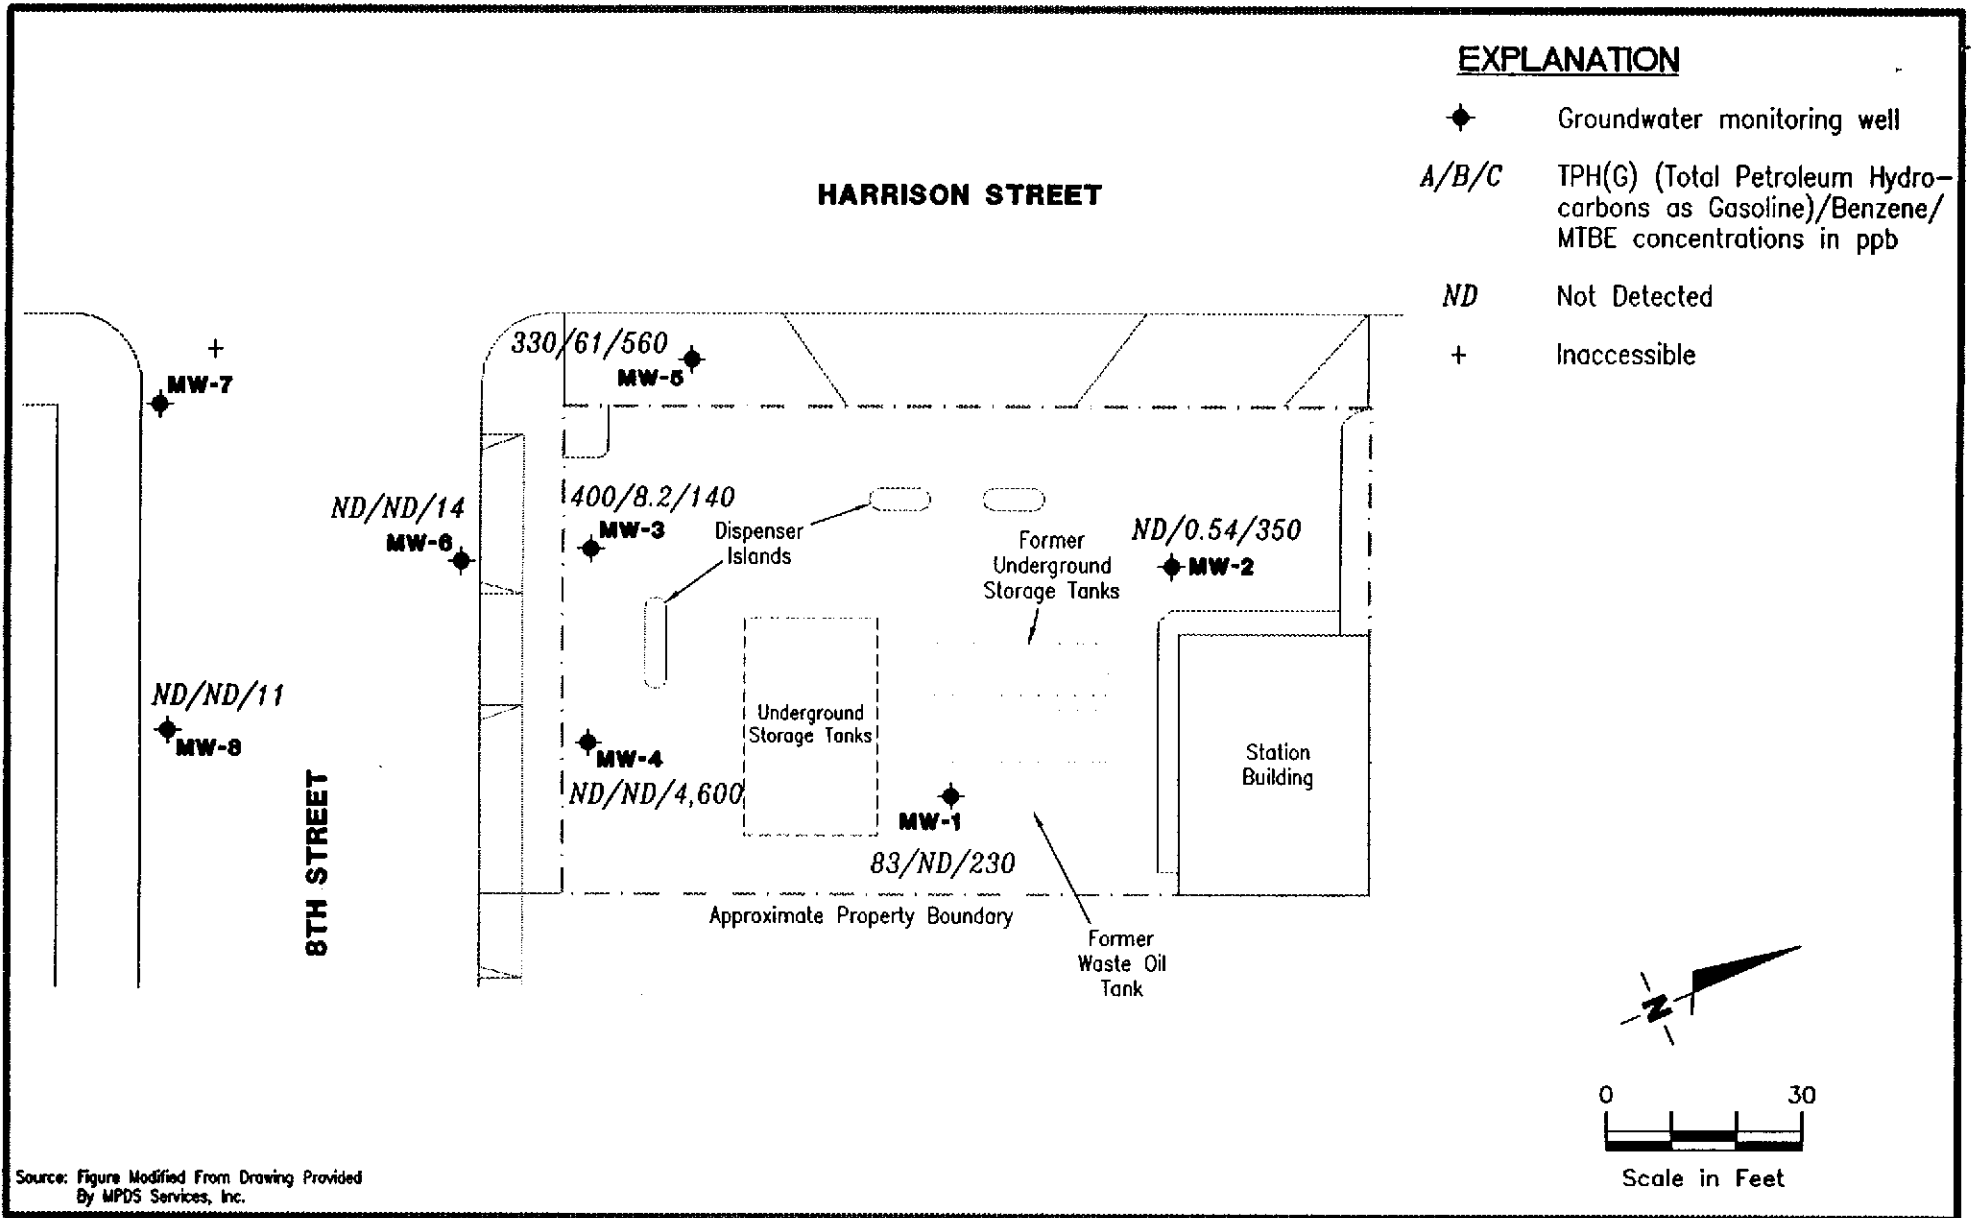 EXPLANATION
Groundwater monitoring well
A/B/C TPH(G) (Total Petroleum Hydro-
carbons as Gasoline)/Benzene/
MTBE concentrations in ppb
ND Not Detected
+ Inaccessible
HARRISON STREET
+
MW-7
330/61/560
MW-5
ND/ND/14
MW-6
400/8.2/140
MW-3
Dispenser
Islands
Former
Underground
Storage Tanks
ND/0.54/350
MW-2
ND/ND/11
MW-8
Underground
Storage Tanks
MW-4
ND/ND/4,600
Station
Building
MW-1
83/ND/230
8TH STREET
Approximate Property Boundary
Former
Waste Oil
Tank
N
0 30
Scale in Feet
Source: Figure Modified From Drawing Provided
By MPDS Services, Inc.